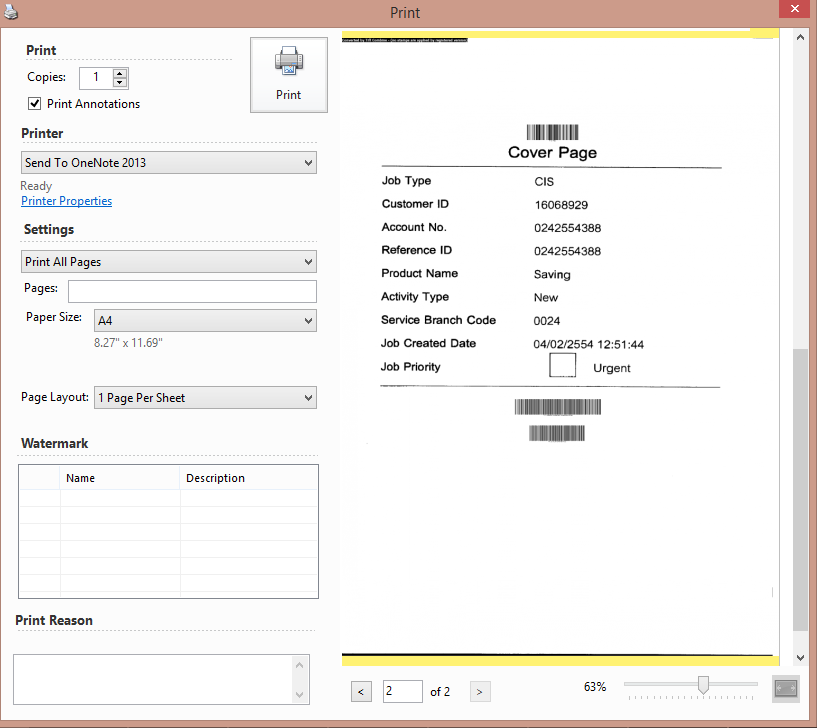 Print
Print
Copies: 1
Print
Print Annotations
Printer
Send To OneNote 2013
Ready
Printer Properties
Settings
Print All Pages
Pages:
Paper Size: A4
8.27" x 11.69"
Page Layout: 1 Page Per Sheet
Watermark
Name Description
Print Reason
Cover Page
Job Type CIS
Customer ID 16068929
Account No. 0242554388
Reference ID 0242554388
Product Name Saving
Activity Type New
Service Branch Code 0024
Job Created Date 04/02/2554 12:51:44
Job Priority Urgent
< 2 of 2 > 63%